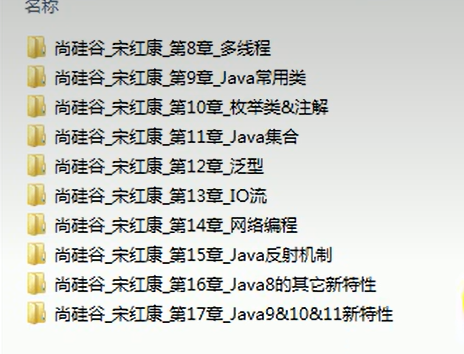 名称
尚硅谷_宋红康_第8章_多线程
尚硅谷_宋红康_第9章_Java常用类
尚硅谷_宋红康_第10章_枚举类&注解
尚硅谷_宋红康_第11章_Java集合
尚硅谷_宋红康_第12章_泛型
尚硅谷_宋红康_第13章_IO流
尚硅谷_宋红康_第14章_网络编程
尚硅谷_宋红康_第15章_Java反射机制
尚硅谷_宋红康_第16章_Java8的其它新特性
尚硅谷_宋红康_第17章_Java9&10&11新特性